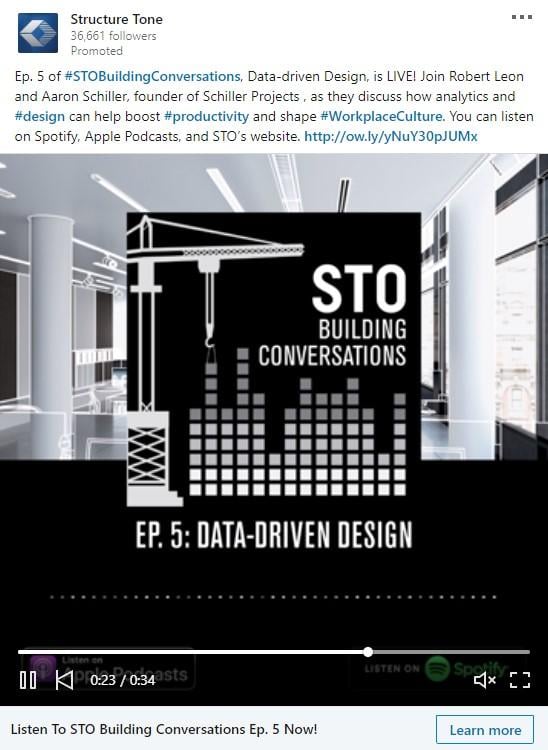 Structure Tone
36,661 followers
Promoted
Ep. 5 of #STOBuildingConversations, Data-driven Design, is LIVE! Join Robert Leon
and Aaron Schiller, founder of Schiller Projects , as they discuss how analytics and
#design can help boost #productivity and shape #WorkplaceCulture. You can listen
on Spotify, Apple Podcasts, and STO's website. http://ow.ly/yNuY30pJUMx
STO
BUILDING
CONVERSATIONS
EP. 5: DATA-DRIVEN DESIGN
Listen on
Apple Podcasts
LISTEN ON Spotify
0:23 / 0:34
Listen To STO Building Conversations Ep. 5 Now!
Learn more